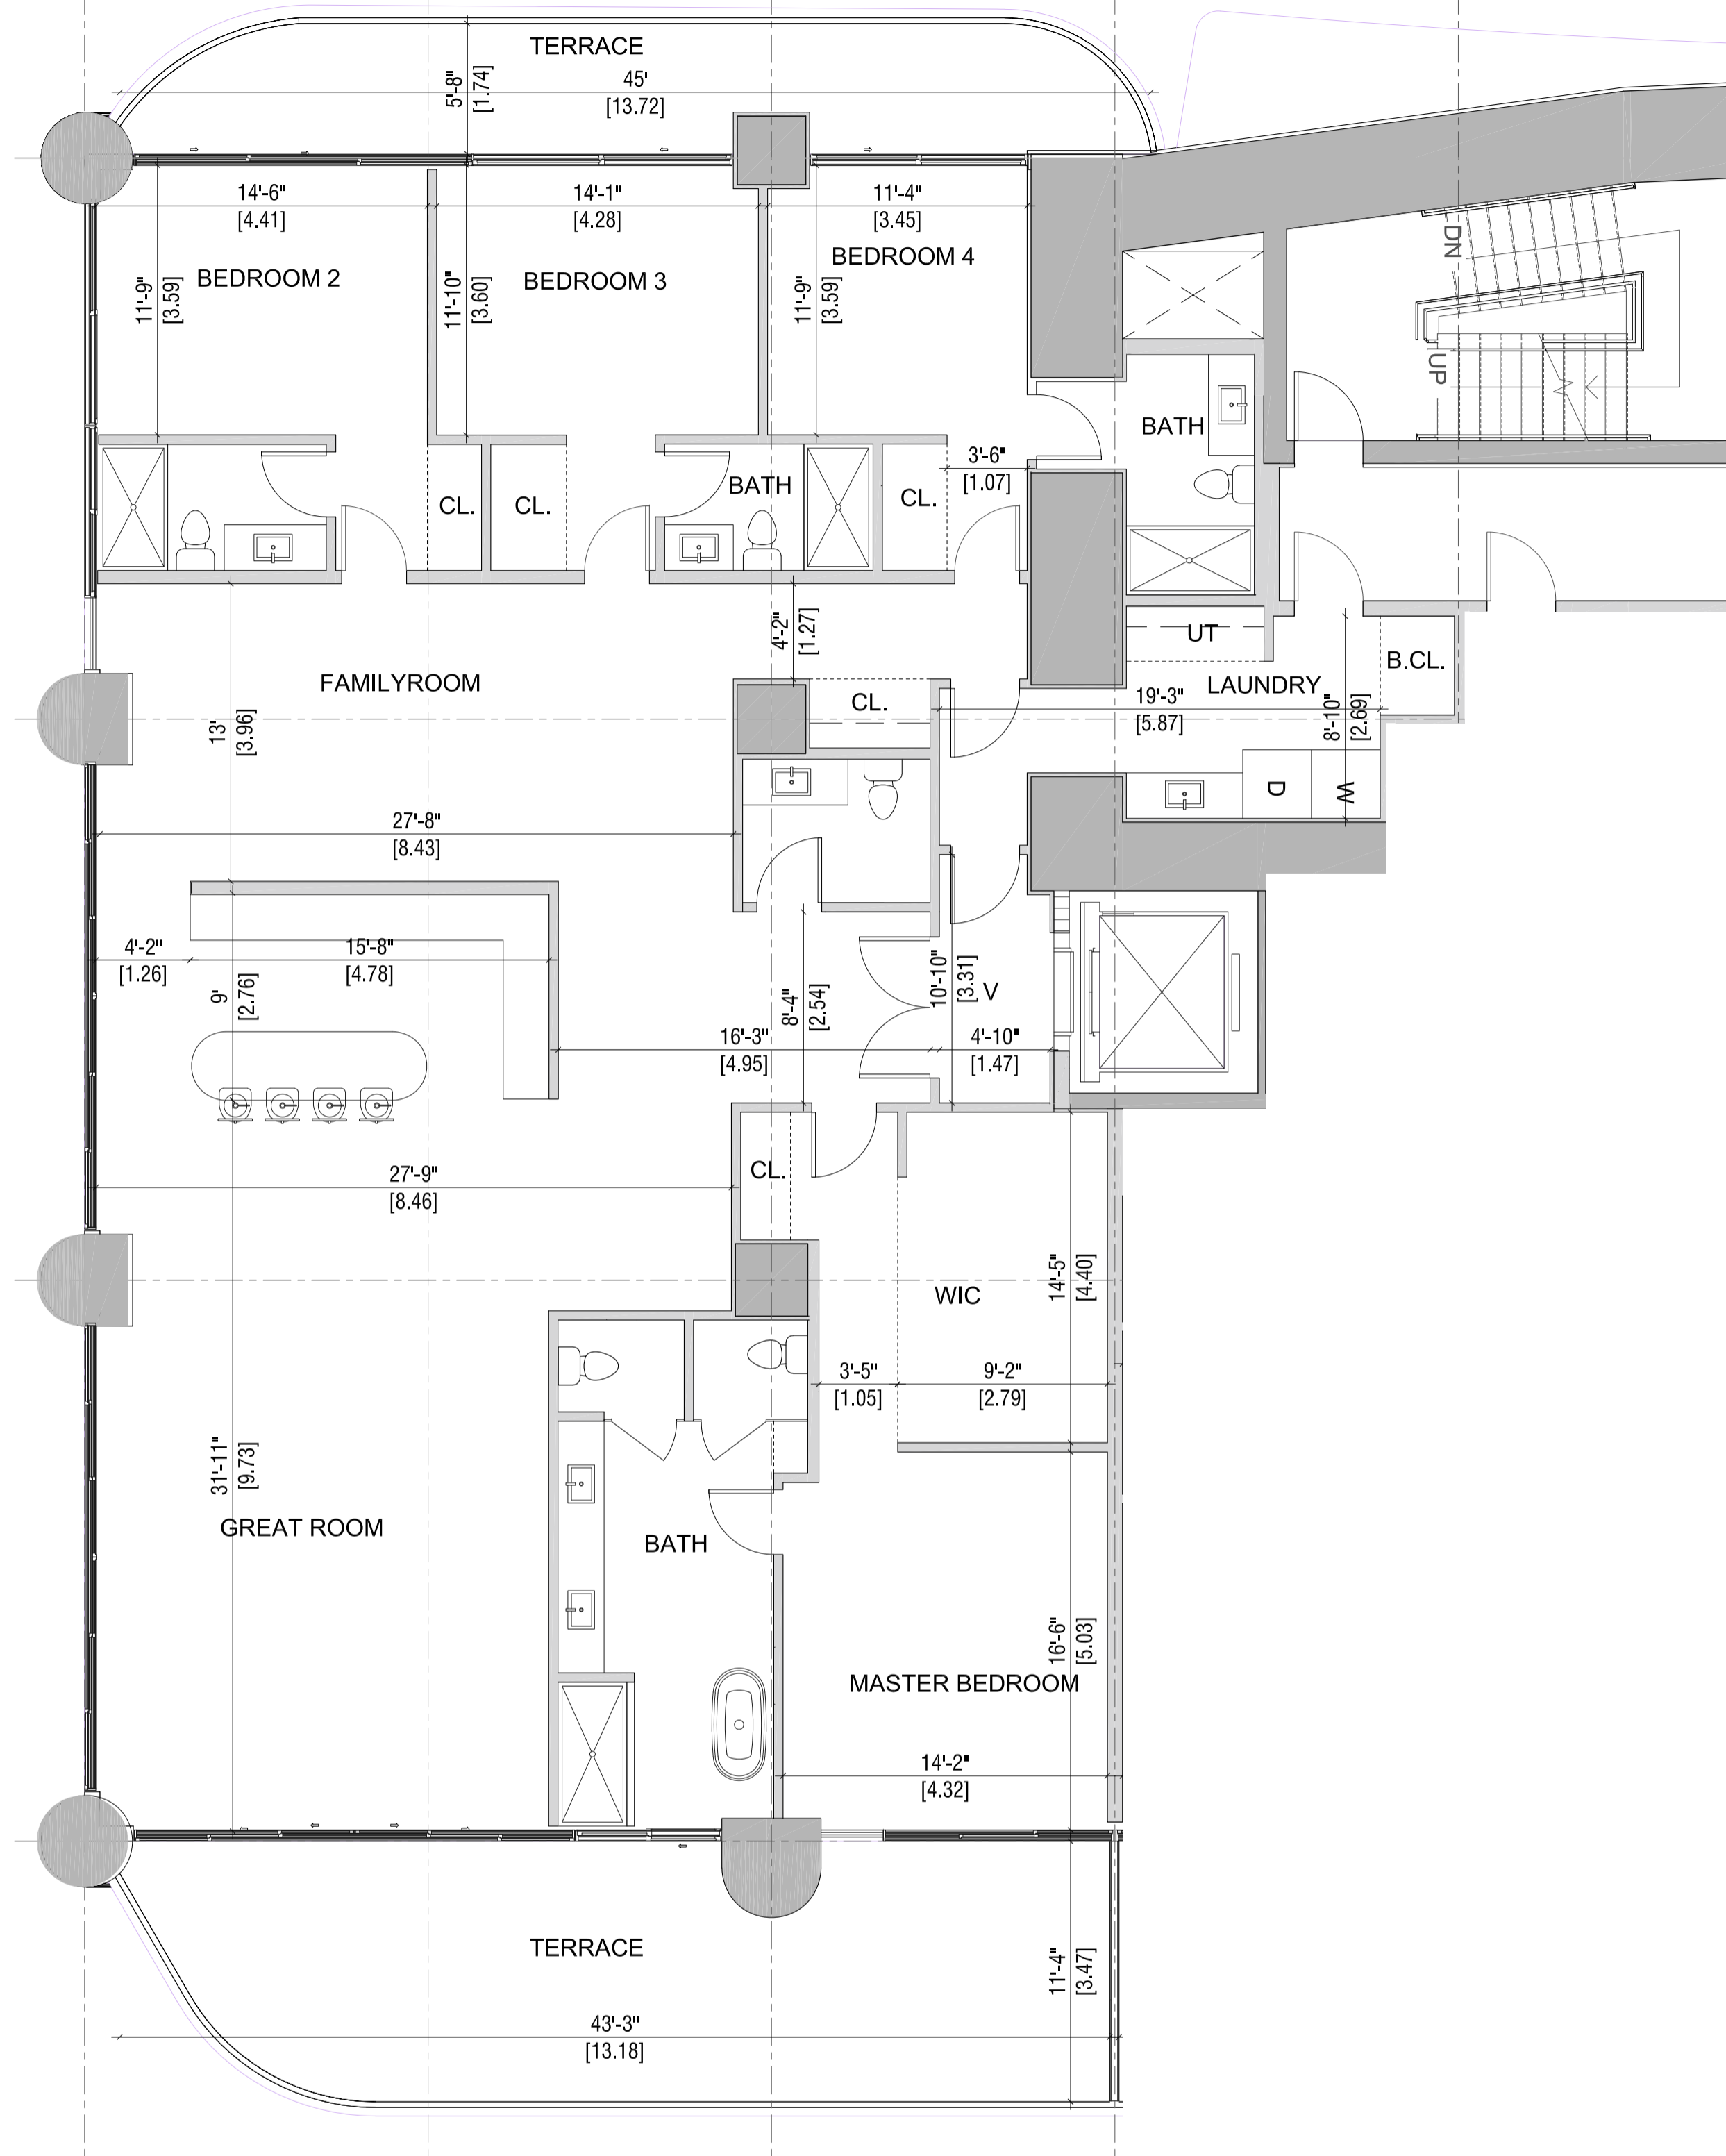 TERRACE
45'
[13.72]
5'-8"
[1.74]
14'-6"
[4.41]
14'-1"
[4.28]
11'-4"
[3.45]
BEDROOM 2
BEDROOM 3
BEDROOM 4
11'-9"
[3.59]
11'-10"
[3.60]
11'-9"
[3.59]
DN
UP
BATH
3'-6"
[1.07]
CL.
CL.
BATH
CL.
4'-2"
[1.27]
UT
B.CL.
FAMILYROOM
CL.
LAUNDRY
19'-3"
[5.87]
8'-10"
[2.69]
13'
[3.96]
D
W
27'-8"
[8.43]
4'-2"
[1.26]
15'-8"
[4.78]
9'
[2.76]
8'-4"
[2.54]
10'-10"
[3.31]
V
16'-3"
[4.95]
4'-10"
[1.47]
27'-9"
[8.46]
CL.
WIC
14'-5"
[4.40]
3'-5"
[1.05]
9'-2"
[2.79]
31'-11"
[9.73]
GREAT ROOM
BATH
16'-6"
[5.03]
MASTER BEDROOM
14'-2"
[4.32]
TERRACE
11'-4"
[3.47]
43'-3"
[13.18]